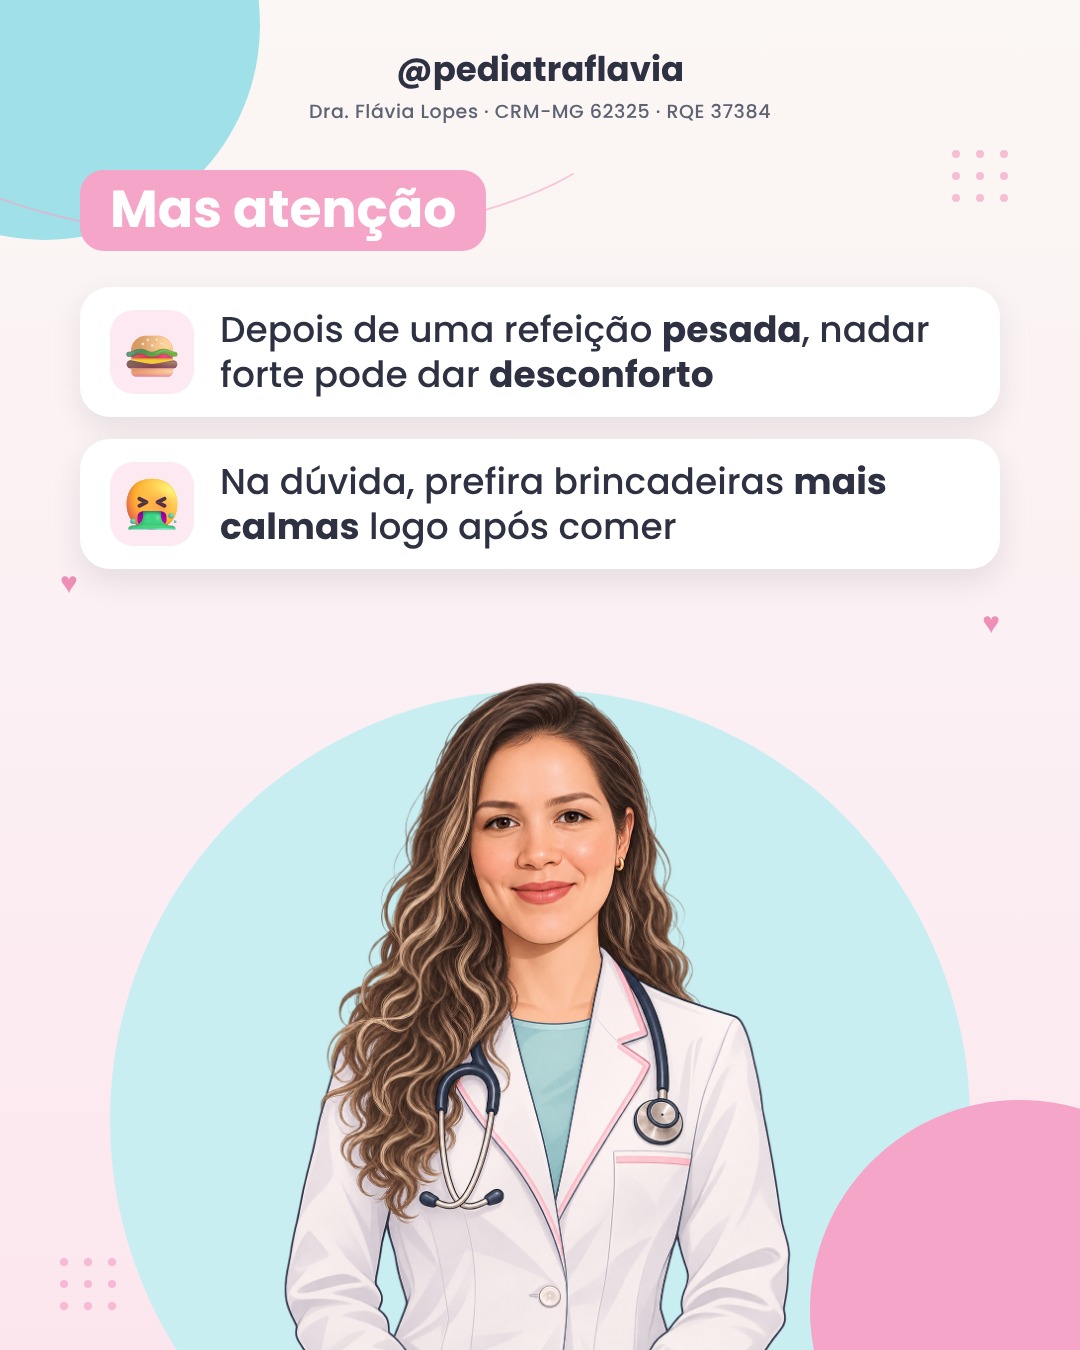 @pediatraflavia
Dra. Flávia Lopes · CRM-MG 62325 · RQE 37384
Mas atenção
Depois de uma refeição pesada, nadar
forte pode dar desconforto
Na dúvida, prefira brincadeiras mais
calmas logo após comer